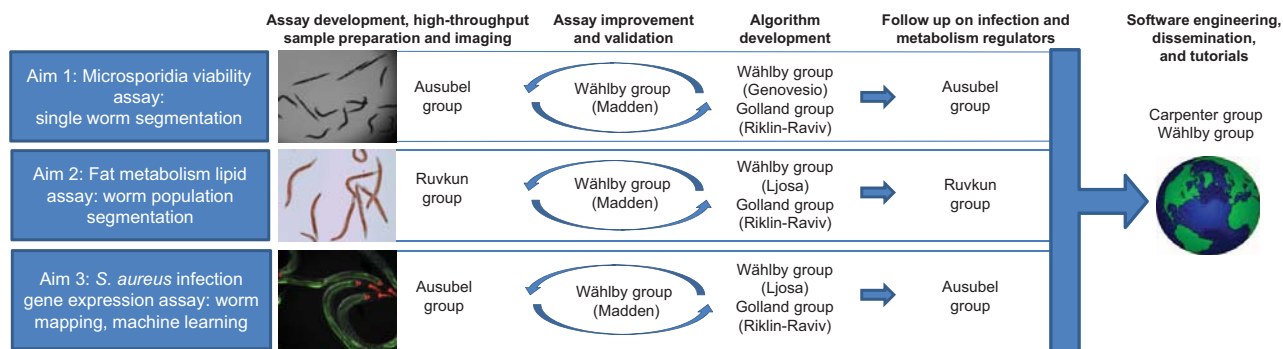 Assay development, high-throughput
sample preparation and imaging
Assay improvement
and validation
Algorithm
development
Follow up on infection and
metabolism regulators
Software engineering,
dissemination,
and tutorials
Aim 1: Microsporidia viability
assay:
single worm segmentation
Ausubel
group
Wählby group
(Madden)
Wählby group
(Genovesio)
Golland group
(Riklin-Raviv)
Ausubel
group
Aim 2: Fat metabolism lipid
assay: worm population
segmentation
Ruvkun
group
Wählby group
(Madden)
Wählby group
(Ljosa)
Golland group
(Riklin-Raviv)
Ruvkun
group
Aim 3: S. aureus infection
gene expression assay: worm
mapping, machine learning
Ausubel
group
Wählby group
(Madden)
Wählby group
(Ljosa)
Golland group
(Riklin-Raviv)
Ausubel
group
Carpenter group
Wählby group